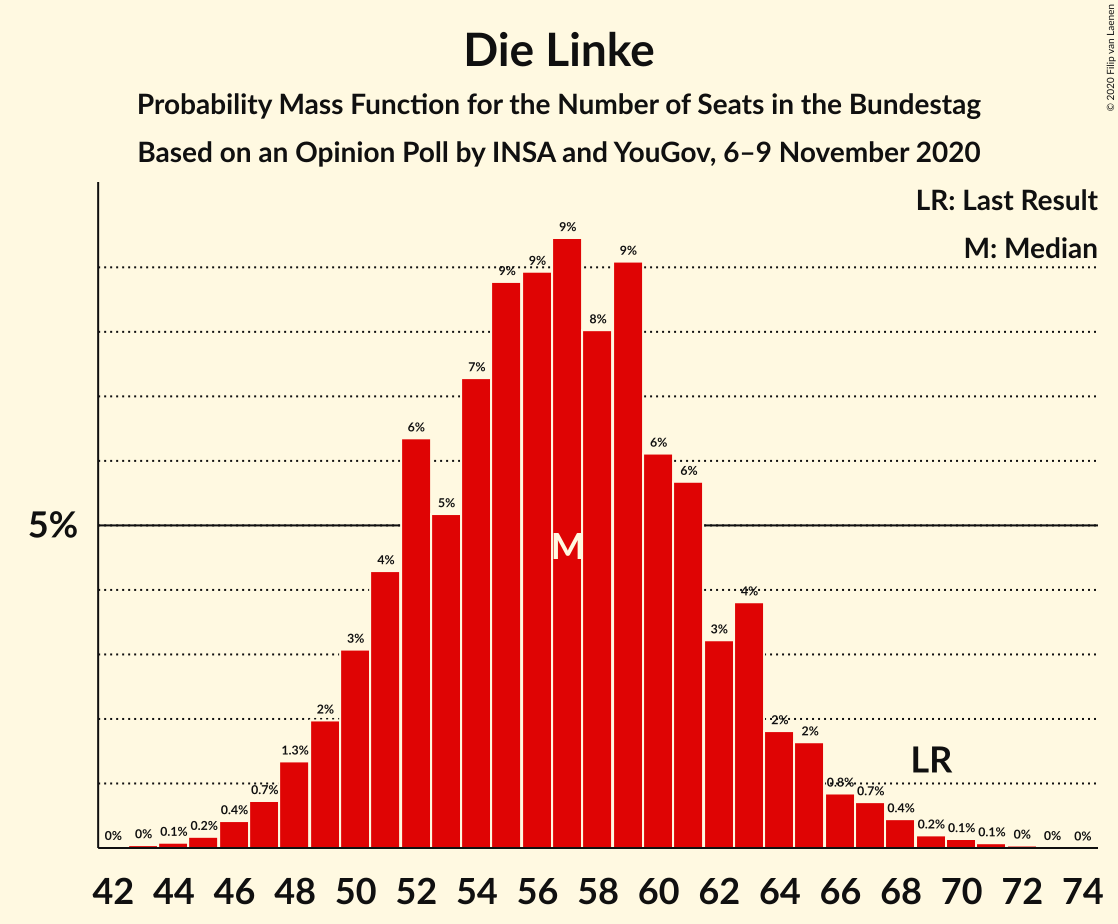 © 2020 Filip van Laenen
Die Linke
Probability Mass Function for the Number of Seats in the Bundestag
Based on an Opinion Poll by INSA and YouGov, 6–9 November 2020
LR: Last Result
M: Median
5%
0% 0% 0.1% 0.2% 0.4% 0.7% 1.3% 2% 3% 4% 6% 5% 7% 9% 9% 9% 8% 9% 6% 6% 3% 4% 2% 2% 0.8% 0.7% 0.4% 0.2% 0.1% 0.1% 0% 0% 0%
M
LR
42 44 46 48 50 52 54 56 58 60 62 64 66 68 70 72 74